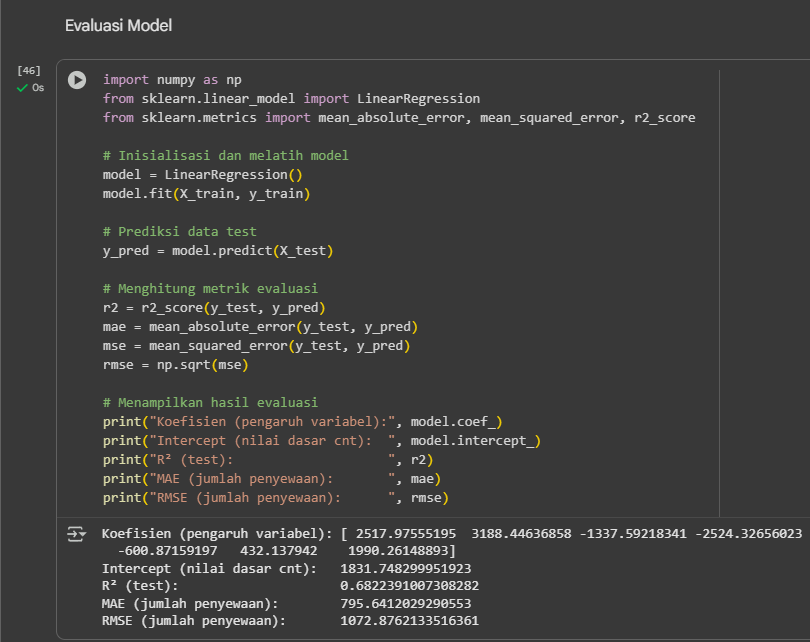 Evaluasi Model
[46]
0s
import numpy as np
from sklearn.linear_model import LinearRegression
from sklearn.metrics import mean_absolute_error, mean_squared_error, r2_score
# Inisialisasi dan melatih model
model = LinearRegression()
model.fit(X_train, y_train)
# Prediksi data test
y_pred = model.predict(X_test)
# Menghitung metrik evaluasi
r2 = r2_score(y_test, y_pred)
mae = mean_absolute_error(y_test, y_pred)
mse = mean_squared_error(y_test, y_pred)
rmse = np.sqrt(mse)
# Menampilkan hasil evaluasi
print("Koefisien (pengaruh variabel):", model.coef_)
print("Intercept (nilai dasar cnt):  ", model.intercept_)
print("R² (test):                    ", r2)
print("MAE (jumlah penyewaan):       ", mae)
print("RMSE (jumlah penyewaan):      ", rmse)
Koefisien (pengaruh variabel): [ 2517.97555195  3188.44636858 -1337.59218341 -2524.32656023
  -600.87159197   432.137942    1990.26148893]
Intercept (nilai dasar cnt):   1831.748299951923
R² (test):                     0.6822391007308282
MAE (jumlah penyewaan):        795.6412029290553
RMSE (jumlah penyewaan):       1072.8762133516361